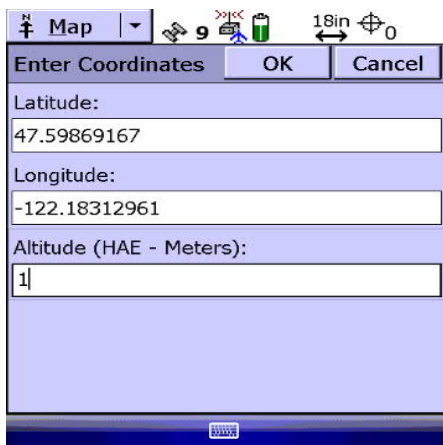 N
Map 9 18in 0
Enter Coordinates OK Cancel
Latitude:
47.59869167
Longitude:
-122.18312961
Altitude (HAE - Meters):
1